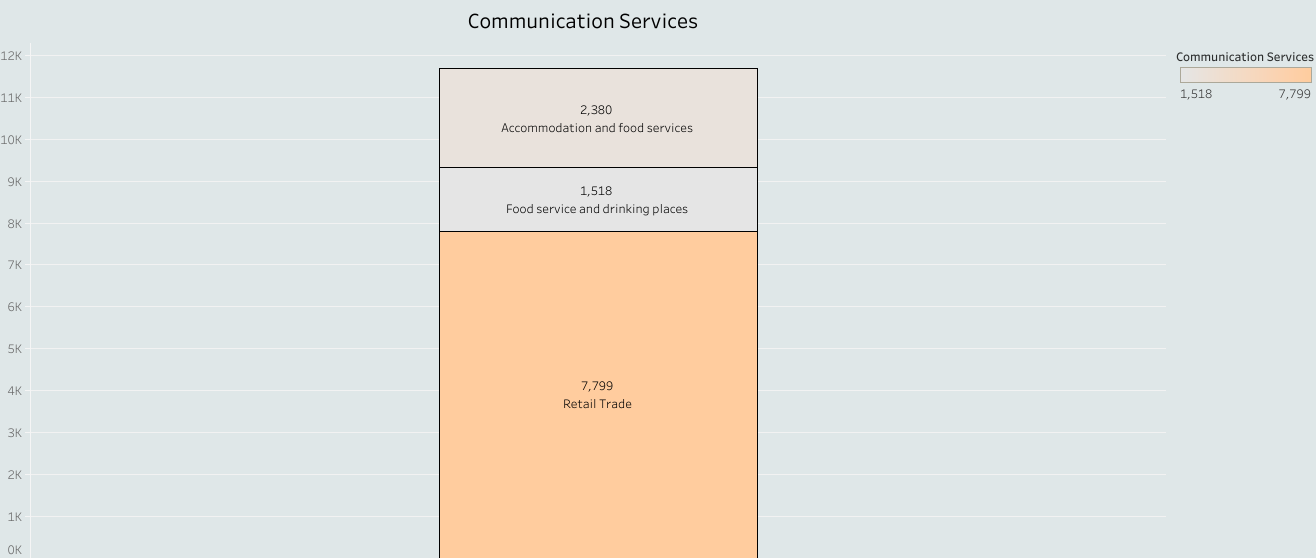 Communication Services
12K
11K
10K
9K
8K
7K
6K
5K
4K
3K
2K
1K
0K
2,380
Accommodation and food services
1,518
Food service and drinking places
7,799
Retail Trade
Communication Services
1,518 7,799